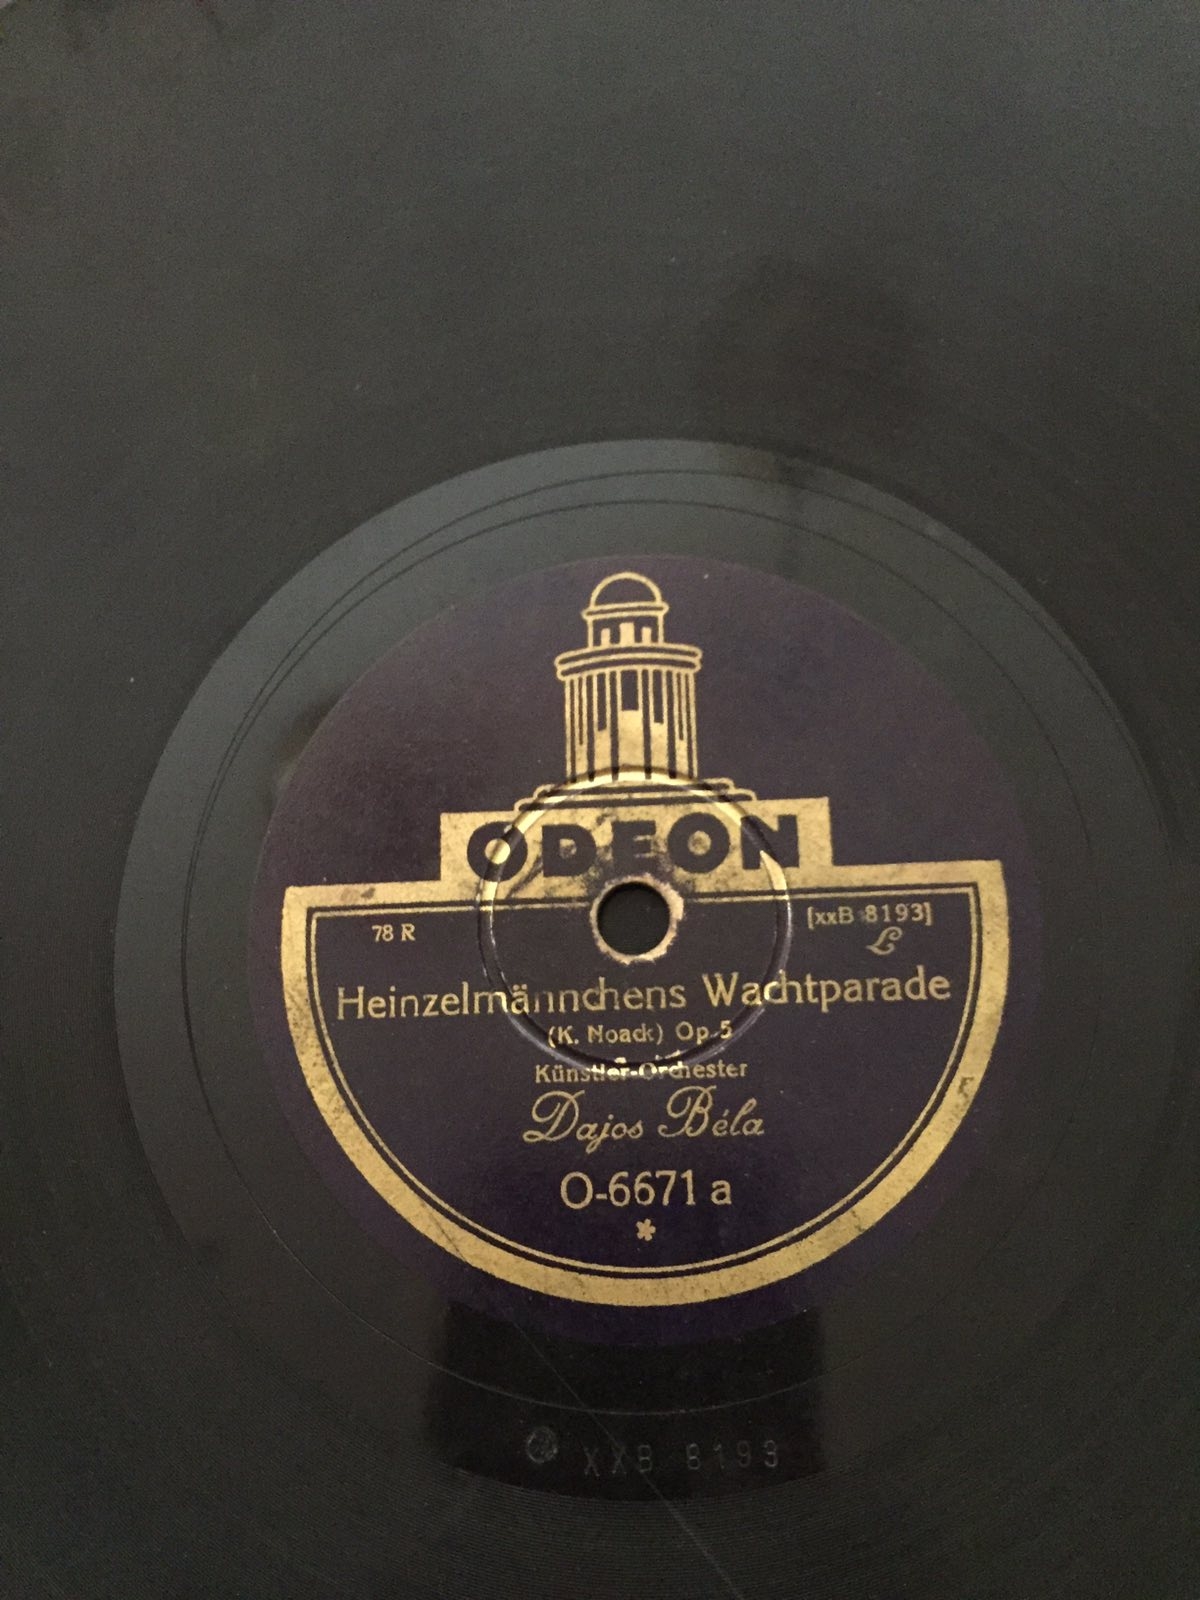 ODEON
78 R
[xxB 8193]
L
Heinzelmännchens Wachtparade
(K. Noack) Op. 5
Künstler-Orchester
Dajos Béla
O-6671 a
*
XXB 8193